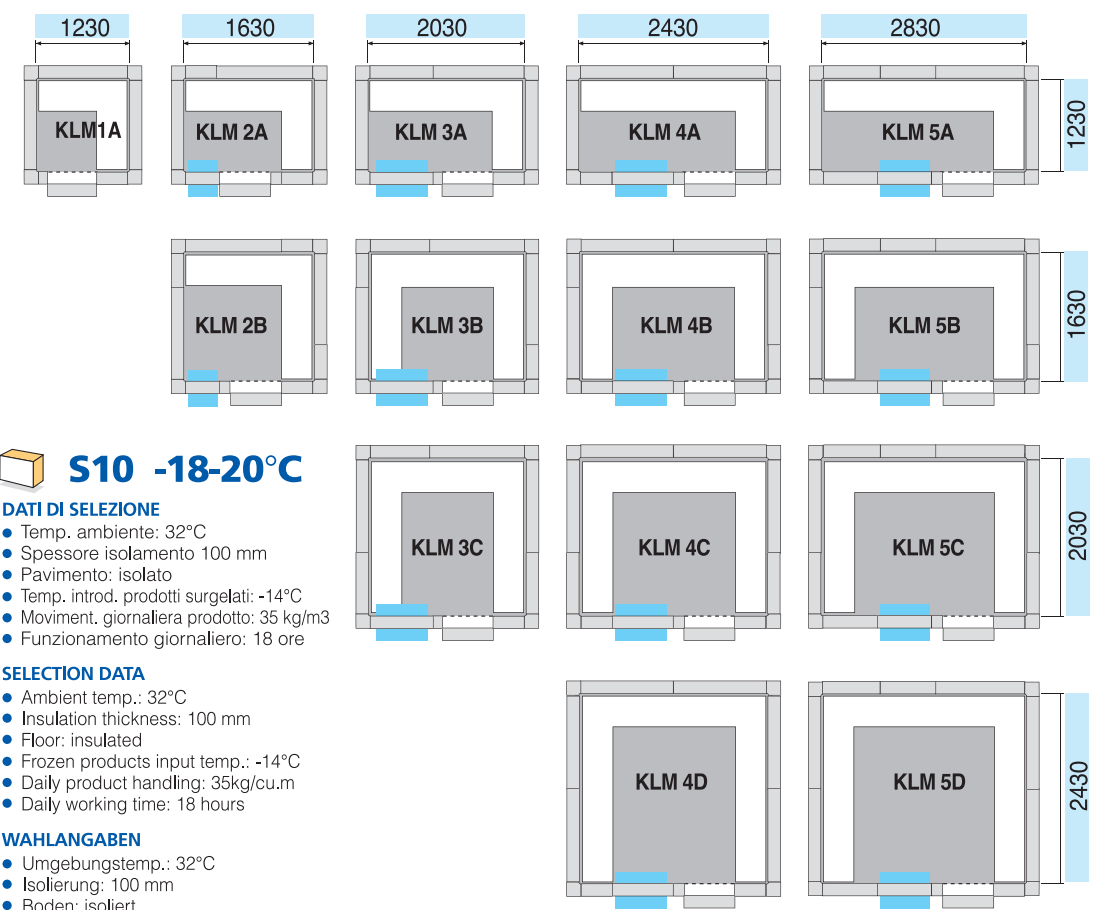 1230 1630 2030 2430 2830
KLM1A KLM 2A KLM 3A KLM 4A KLM 5A
1230
KLM 2B KLM 3B KLM 4B KLM 5B
1630
S10 -18-20°C
DATI DI SELEZIONE
● Temp. ambiente: 32°C
● Spessore isolamento 100 mm
● Pavimento: isolato
● Temp. introd. prodotti surgelati: -14°C
● Moviment. giornaliera prodotto: 35 kg/m3
● Funzionamento giornaliero: 18 ore
KLM 3C KLM 4C KLM 5C
2030
SELECTION DATA
● Ambient temp.: 32°C
● Insulation thickness: 100 mm
● Floor: insulated
● Frozen products input temp.: -14°C
● Daily product handling: 35kg/cu.m
● Daily working time: 18 hours
KLM 4D KLM 5D
2430
WAHLANGABEN
● Umgebungstemp.: 32°C
● Isolierung: 100 mm
● Boden: isoliert